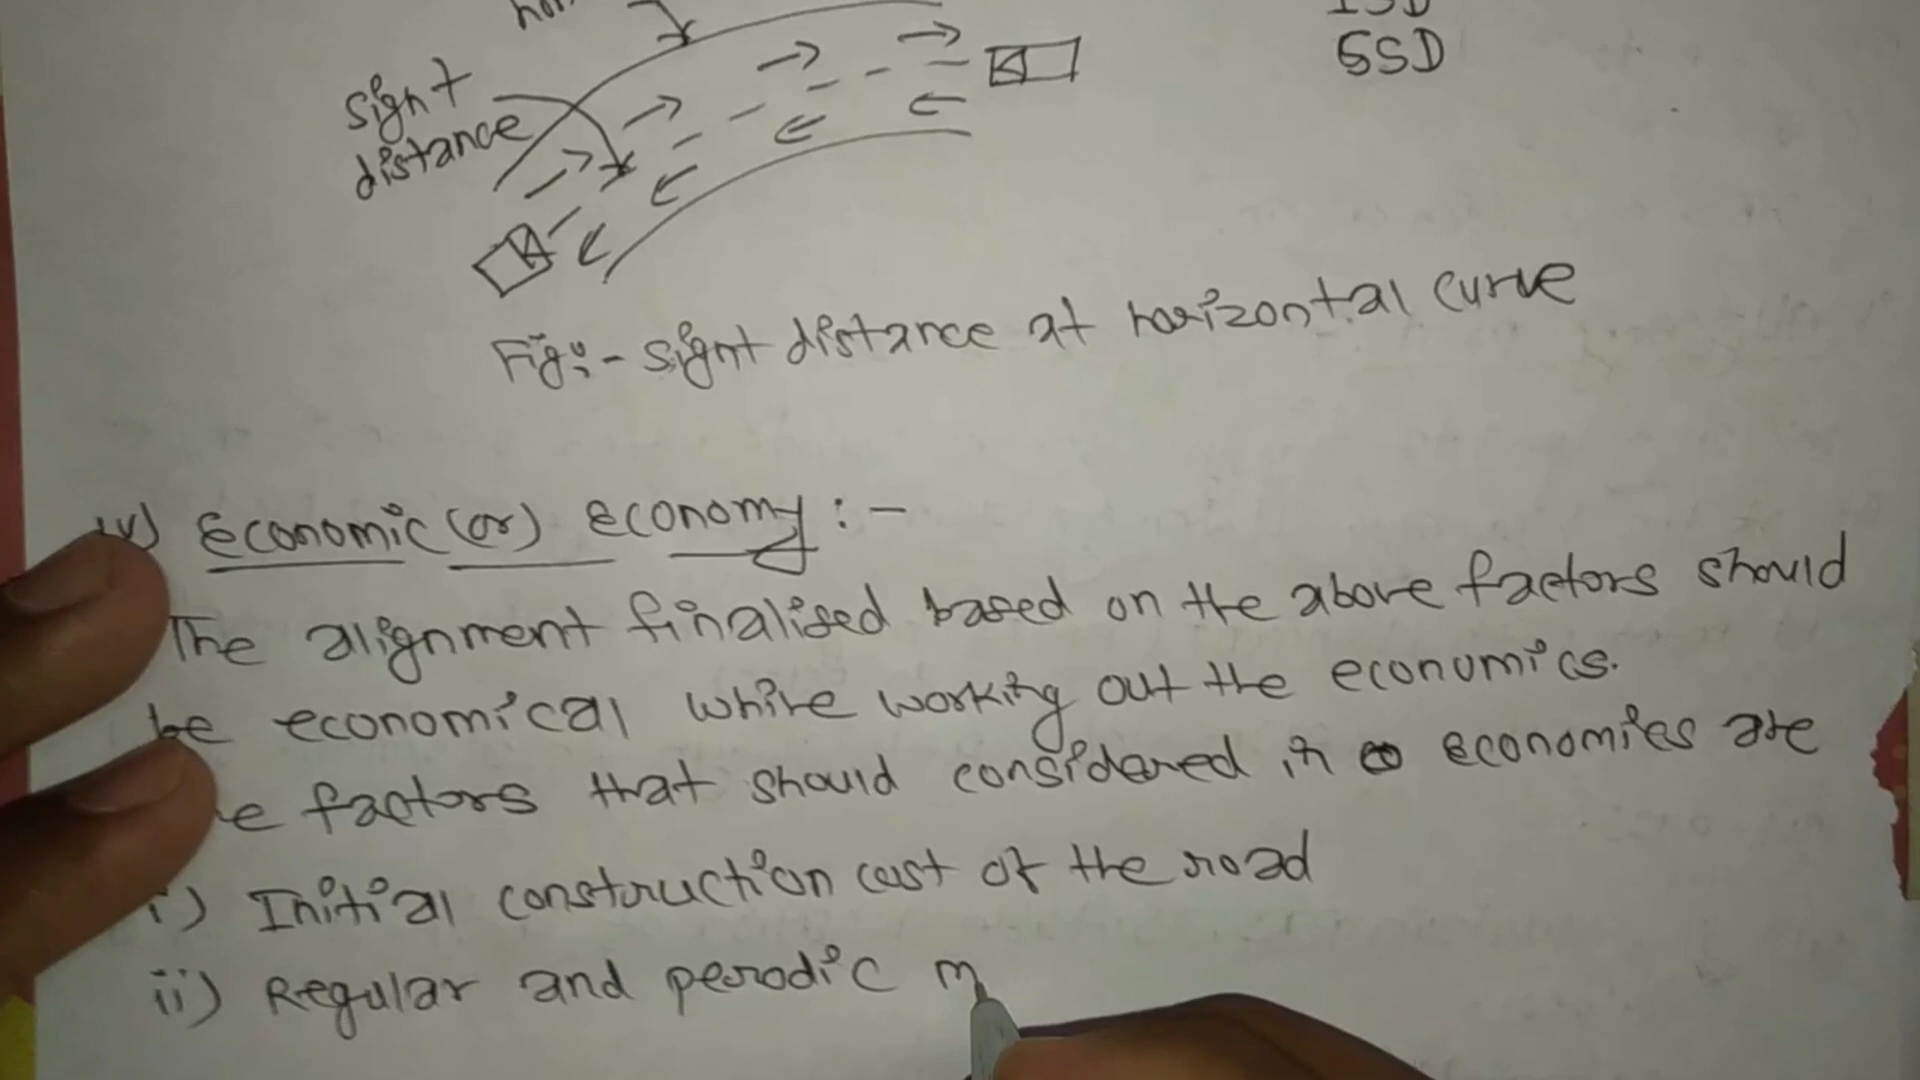 SSD
sight
distance
Fig:- sight distance at horizontal curve
iv) Economic (or) economy :-
The alignment finalised based on the above factors should
be economical while working out the economics.
factors that should considered in economies are
i) Initial construction cost of the road
ii) Regular and perodic m